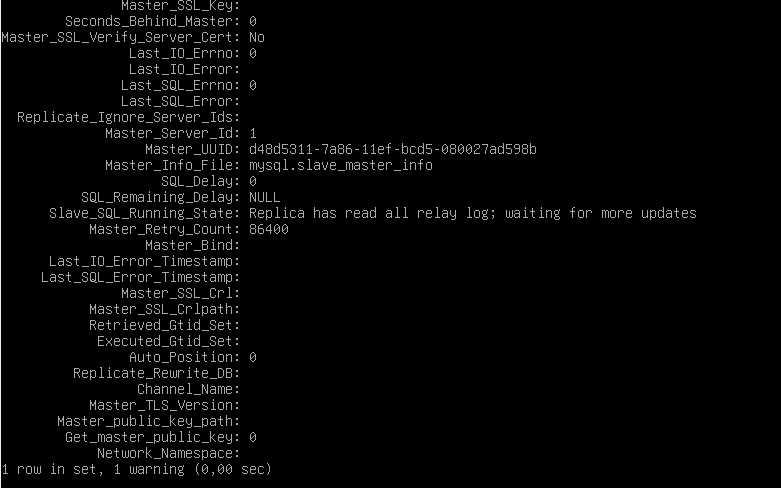 Master_SSL_Key:
Seconds_Behind_Master: 0
Master_SSL_Verify_Server_Cert: No
Last_IO_Errno: 0
Last_IO_Error:
Last_SQL_Errno: 0
Last_SQL_Error:
Replicate_Ignore_Server_Ids:
Master_Server_Id: 1
Master_UUID: d48d5311-7a86-11ef-bcd5-080027ad598b
Master_Info_File: mysql.slave_master_info
SQL_Delay: 0
SQL_Remaining_Delay: NULL
Slave_SQL_Running_State: Replica has read all relay log; waiting for more updates
Master_Retry_Count: 86400
Master_Bind:
Last_IO_Error_Timestamp:
Last_SQL_Error_Timestamp:
Master_SSL_Crl:
Master_SSL_Crlpath:
Retrieved_Gtid_Set:
Executed_Gtid_Set:
Auto_Position: 0
Replicate_Rewrite_DB:
Channel_Name:
Master_TLS_Version:
Master_public_key_path:
Get_master_public_key: 0
Network_Namespace:
1 row in set, 1 warning (0,00 sec)